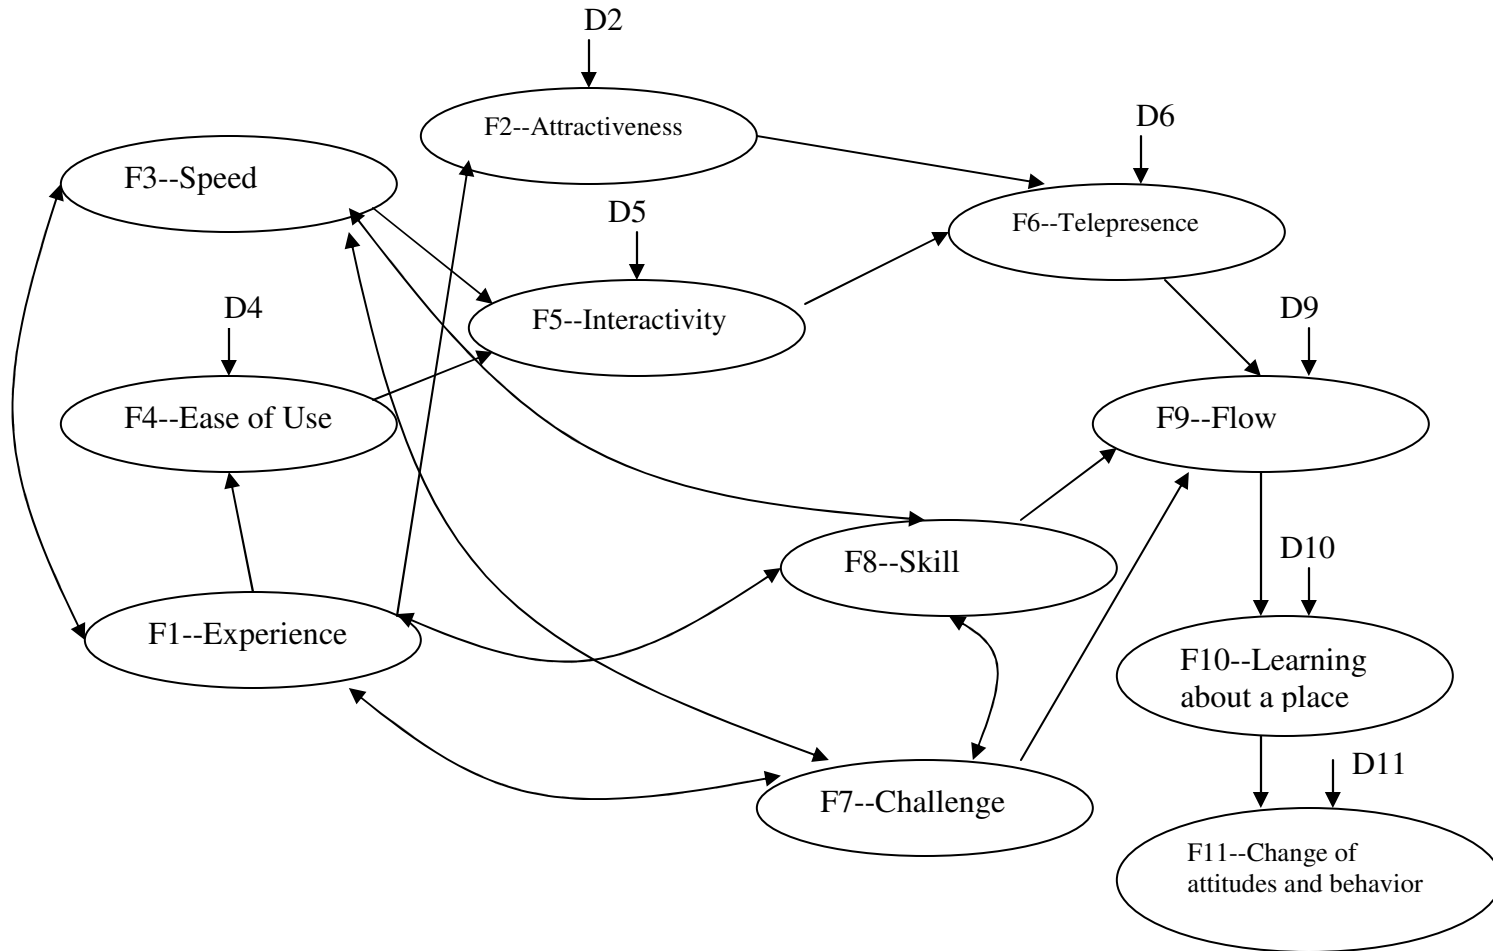 D2
F2--Attractiveness
D6
F3--Speed
D5
F6--Telepresence
D4
F5--Interactivity
D9
F4--Ease of Use
F9--Flow
D10
F8--Skill
F1--Experience
F10--Learning
about a place
D11
F7--Challenge
F11--Change of
attitudes and behavior